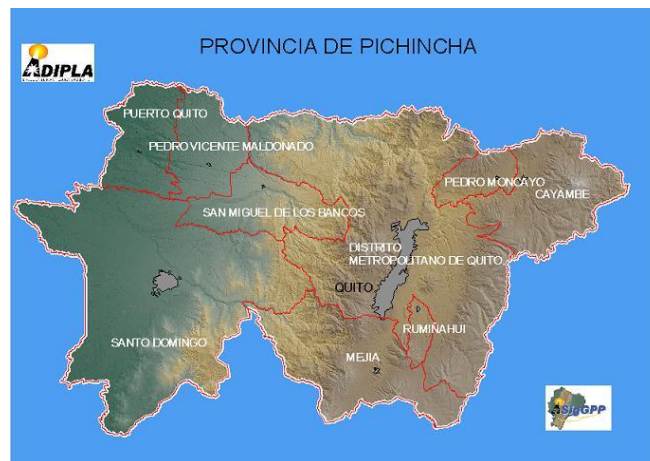 PROVINCIA DE PICHINCHA
ADIPLA
PUERTO QUITO
PEDRO VICENTE MALDONADO
PEDRO MONCAYO
CAYAMBE
SAN MIGUEL DE LOS BANCOS
DISTRITO
METROPOLITANO DE QUITO
QUITO
RUMIÑAHUI
SANTO DOMINGO
MEJIA
SigGPP